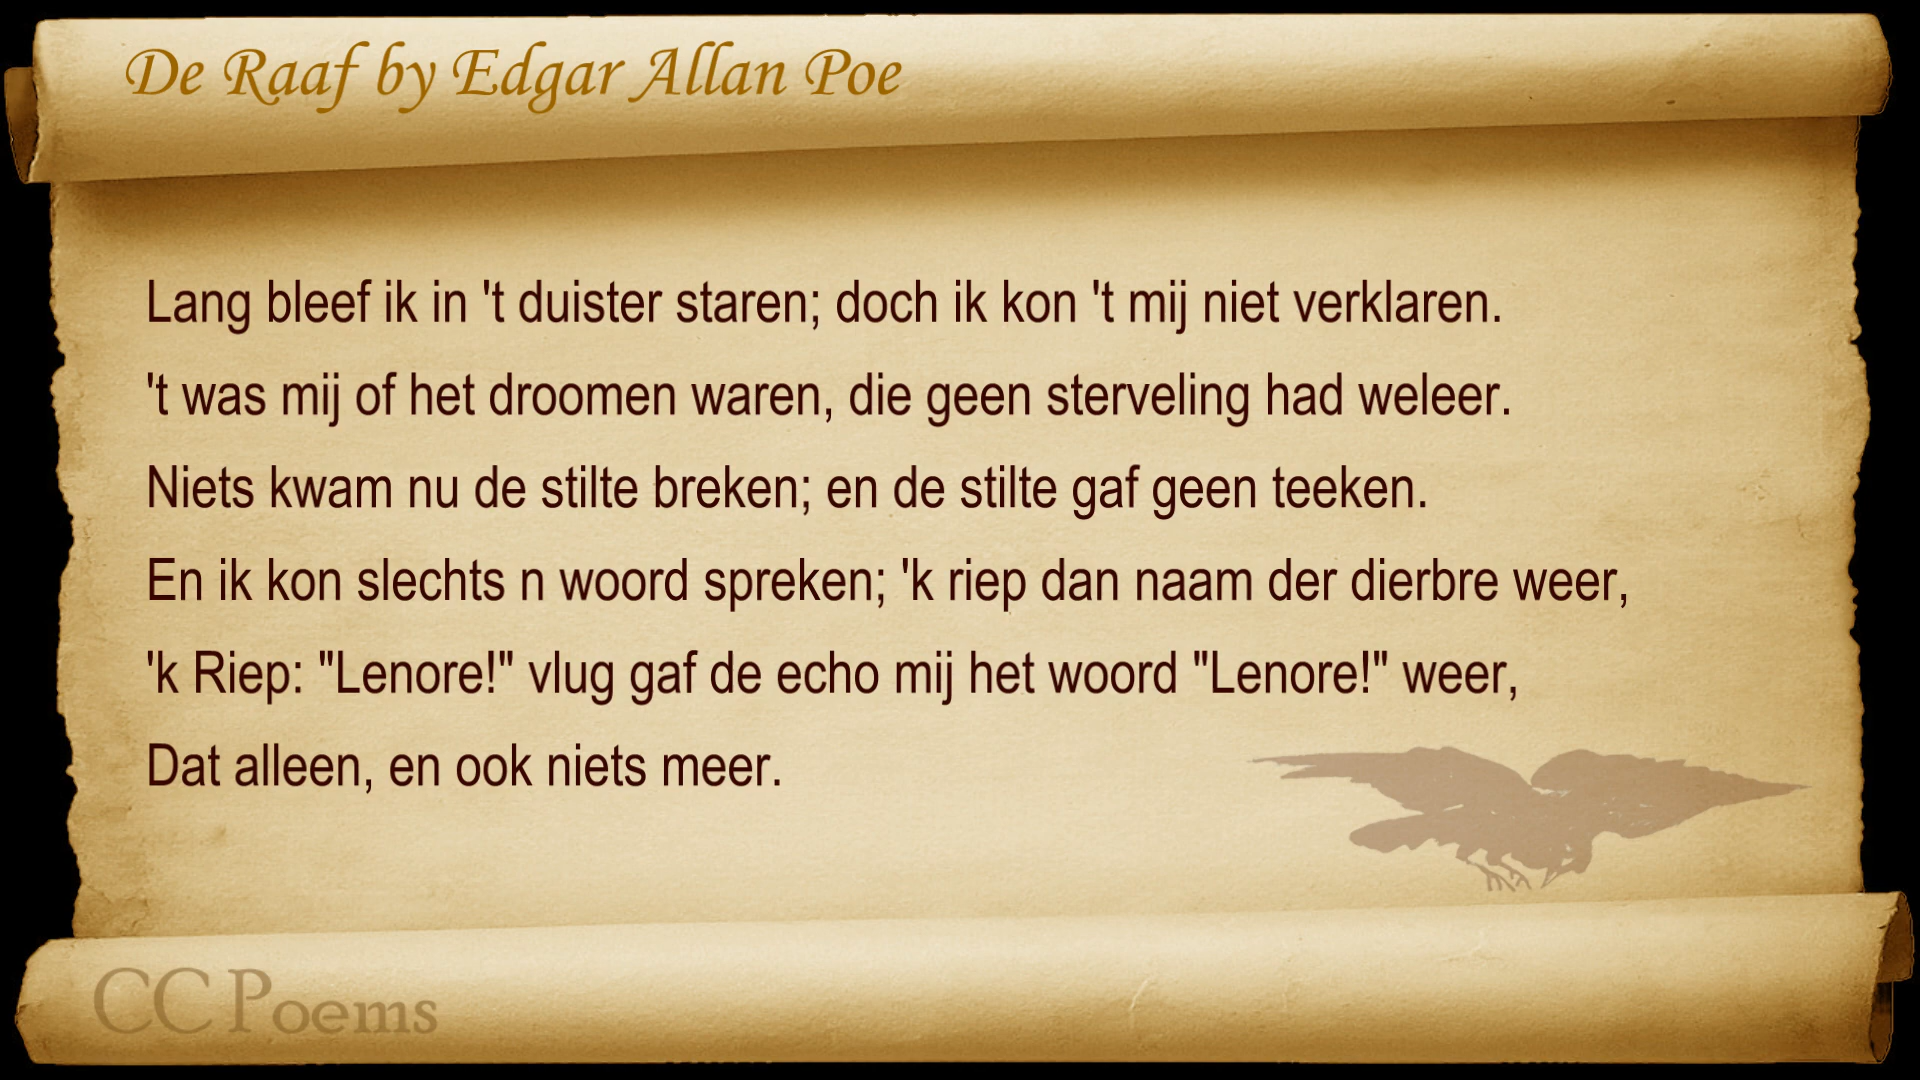 De Raaf by Edgar Allan Poe
Lang bleef ik in 't duister staren; doch ik kon 't mij niet verklaren.
't was mij of het droomen waren, die geen sterveling had weleer.
Niets kwam nu de stilte breken; en de stilte gaf geen teeken.
En ik kon slechts n woord spreken; 'k riep dan naam der dierbre weer,
'k Riep: "Lenore!" vlug gaf de echo mij het woord "Lenore!" weer,
Dat alleen, en ook niets meer.
CC Poems